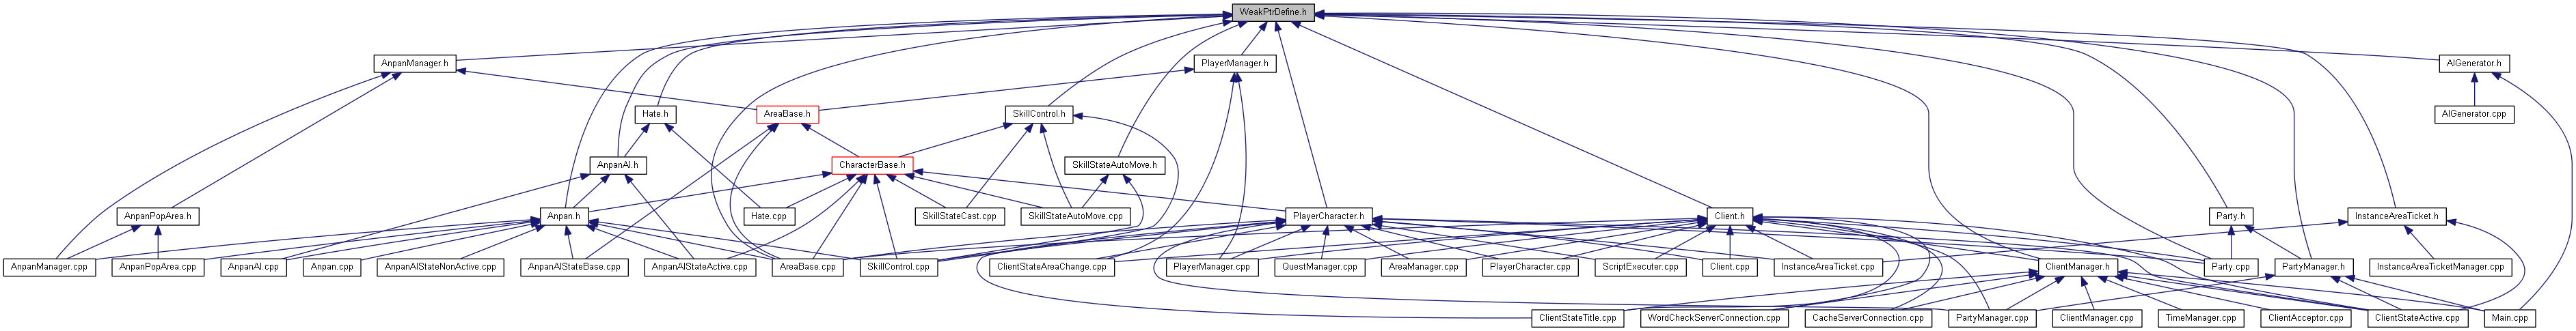 WeakPtrDefine.h
AnpanManager.h
PlayerManager.h
AIGenerator.h
Hate.h
AreaBase.h
SkillControl.h
AIGenerator.cpp
AnpanAI.h
CharacterBase.h
SkillStateAutoMove.h
AnpanPopArea.h
Anpan.h
Hate.cpp
SkillStateCast.cpp
SkillStateAutoMove.cpp
PlayerCharacter.h
Client.h
Party.h
InstanceAreaTicket.h
AnpanManager.cpp
AnpanPopArea.cpp
AnpanAI.cpp
Anpan.cpp
AnpanAIStateNonActive.cpp
AnpanAIStateBase.cpp
AnpanAIStateActive.cpp
AreaBase.cpp
SkillControl.cpp
ClientStateAreaChange.cpp
PlayerManager.cpp
QuestManager.cpp
AreaManager.cpp
PlayerCharacter.cpp
ScriptExecuter.cpp
Client.cpp
InstanceAreaTicket.cpp
ClientManager.h
Party.cpp
PartyManager.h
InstanceAreaTicketManager.cpp
ClientStateTitle.cpp
WordCheckServerConnection.cpp
CacheServerConnection.cpp
PartyManager.cpp
ClientManager.cpp
TimeManager.cpp
ClientAcceptor.cpp
ClientStateActive.cpp
Main.cpp